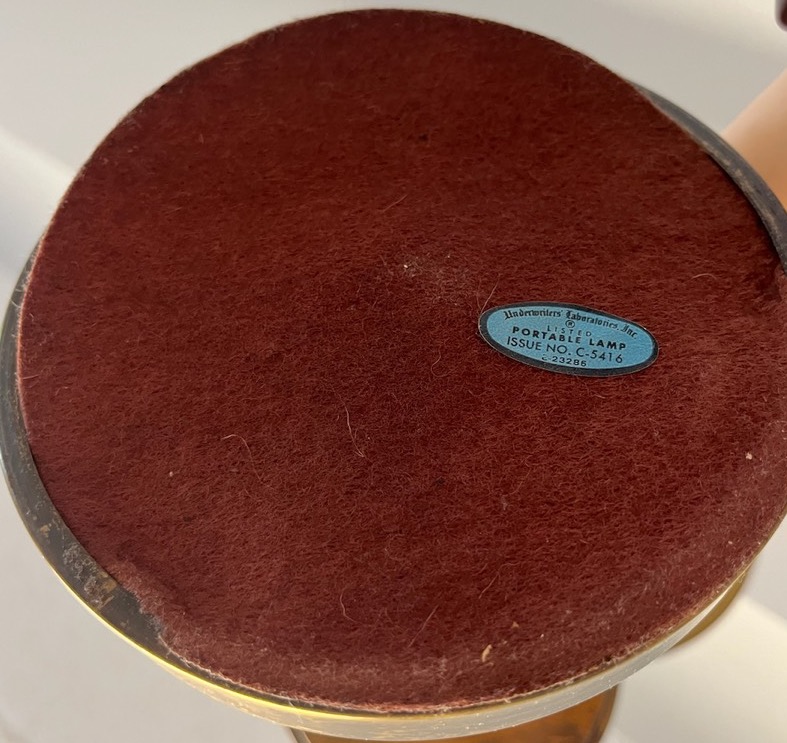 Underwriters' Laboratories, Inc.
®
LISTED
PORTABLE LAMP
ISSUE NO. C-5416
C-23286